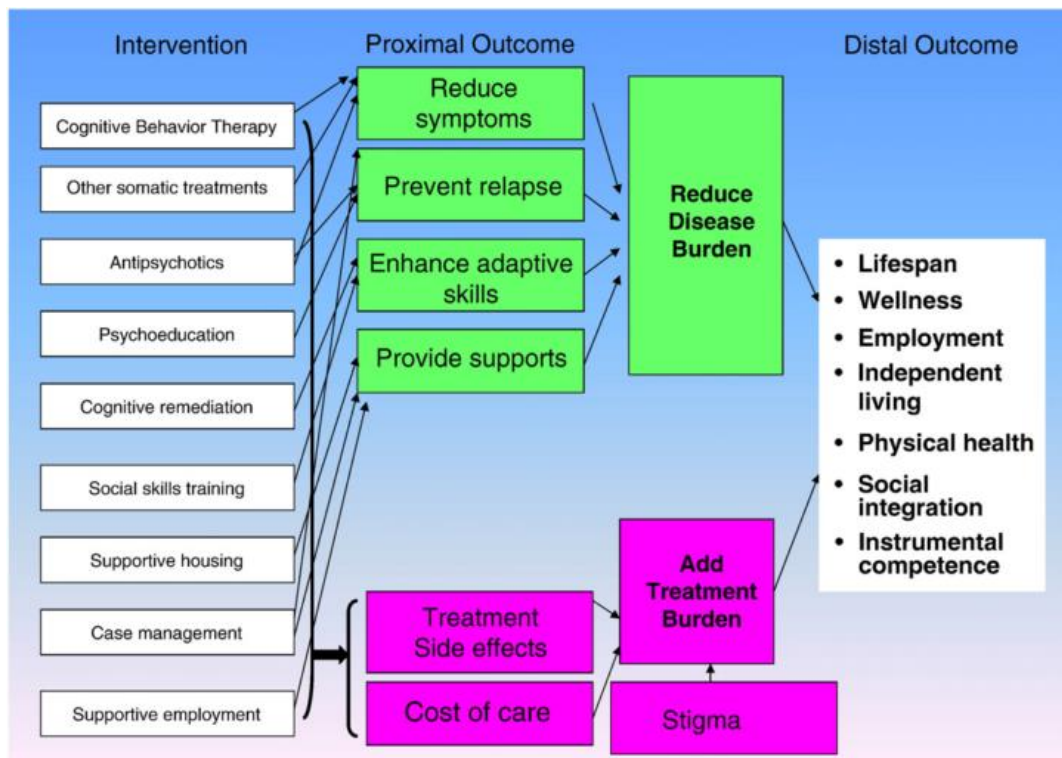 Intervention
Proximal Outcome
Distal Outcome
Cognitive Behavior Therapy
Other somatic treatments
Antipsychotics
Psychoeducation
Cognitive remediation
Social skills training
Supportive housing
Case management
Supportive employment
Reduce
symptoms
Prevent relapse
Enhance adaptive
skills
Provide supports
Treatment
Side effects
Cost of care
Reduce
Disease
Burden
Add
Treatment
Burden
Stigma
• Lifespan
• Wellness
• Employment
• Independent
living
• Physical health
• Social
integration
• Instrumental
competence